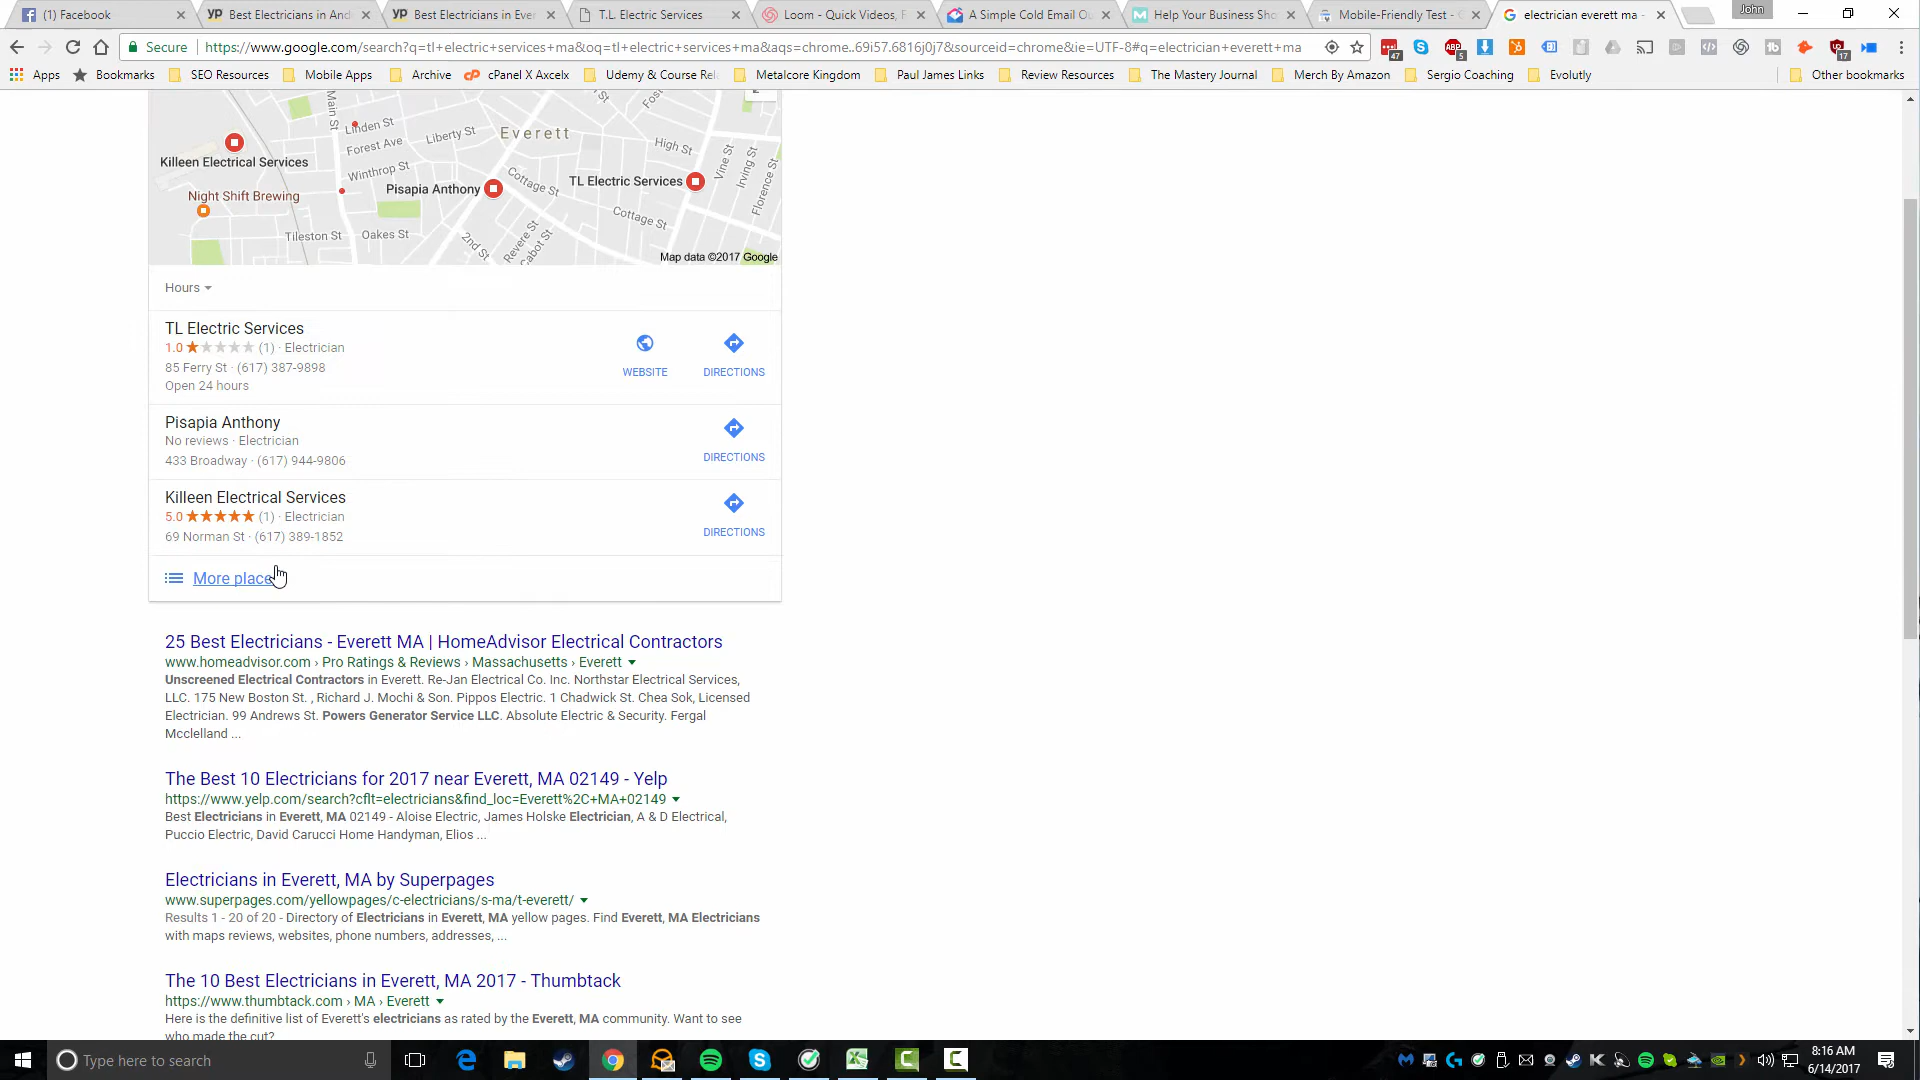 (1) Facebook
Best Electricians in And
Best Electricians in Ever
T.L. Electric Services
Loom - Quick Videos, F
A Simple Cold Email Ou
Help Your Business Sho
Mobile-Friendly Test - G
electrician everett ma -
John
Secure
https://www.google.com/search?q=tl+electric+services+ma&oq=tl+electric+services+ma&aqs=chrome..69i57.6816j0j7&sourceid=chrome&ie=UTF-8#q=electrician+everett+ma
Apps
Bookmarks
SEO Resources
Mobile Apps
Archive
cPanel X Axcelx
Udemy & Course Rel
Metalcore Kingdom
Paul James Links
Review Resources
The Mastery Journal
Merch By Amazon
Sergio Coaching
Evolutly
Other bookmarks
Main St
Linden St
Forest Ave
Liberty St
Everett
High St
Vine St
Irving St
Florence St
Killeen Electrical Services
Winthrop St
Pisapia Anthony
Cottage St
TL Electric Services
Night Shift Brewing
Cottage St
Tileston St
Oakes St
2nd St
Revere St
Cabot St
Map data ©2017 Google
Hours
TL Electric Services
1.0 (1) · Electrician
85 Ferry St · (617) 387-9898
Open 24 hours
WEBSITE
DIRECTIONS
Pisapia Anthony
No reviews · Electrician
433 Broadway · (617) 944-9806
DIRECTIONS
Killeen Electrical Services
5.0 (1) · Electrician
69 Norman St · (617) 389-1852
DIRECTIONS
More place
25 Best Electricians - Everett MA | HomeAdvisor Electrical Contractors
www.homeadvisor.com › Pro Ratings & Reviews › Massachusetts › Everett
Unscreened Electrical Contractors in Everett. Re-Jan Electrical Co. Inc. Northstar Electrical Services,
LLC. 175 New Boston St. , Richard J. Mochi & Son. Pippos Electric. 1 Chadwick St. Chea Sok, Licensed
Electrician. 99 Andrews St. Powers Generator Service LLC. Absolute Electric & Security. Fergal
Mcclelland ...
The Best 10 Electricians for 2017 near Everett, MA 02149 - Yelp
https://www.yelp.com/search?cflt=electricians&find_loc=Everett%2C+MA+02149
Best Electricians in Everett, MA 02149 - Aloise Electric, James Holske Electrician, A & D Electrical,
Puccio Electric, David Carucci Home Handyman, Elios ...
Electricians in Everett, MA by Superpages
www.superpages.com/yellowpages/c-electricians/s-ma/t-everett/
Results 1 - 20 of 20 - Directory of Electricians in Everett, MA yellow pages. Find Everett, MA Electricians
with maps reviews, websites, phone numbers, addresses, ...
The 10 Best Electricians in Everett, MA 2017 - Thumbtack
https://www.thumbtack.com › MA › Everett
Here is the definitive list of Everett's electricians as rated by the Everett, MA community. Want to see
who made the cut?
Type here to search
8:16 AM
6/14/2017